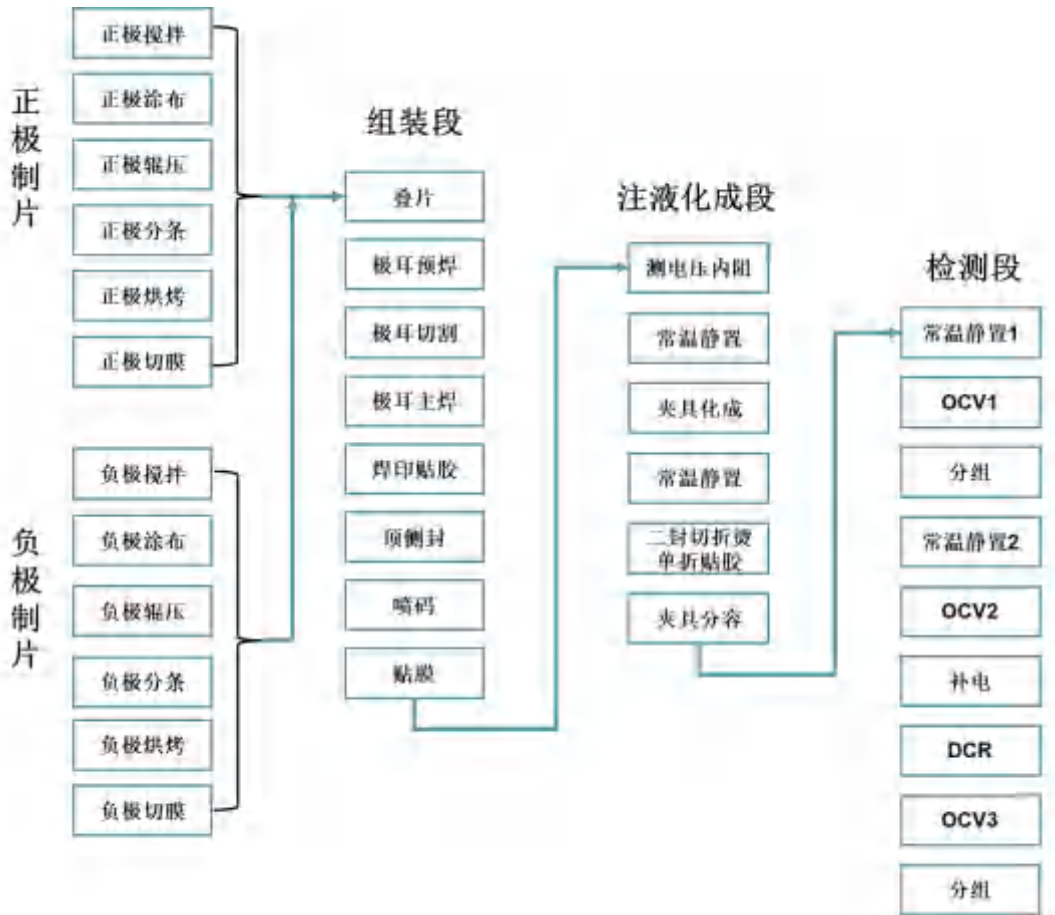 正极制片
正极搅拌
正极涂布
正极辊压
正极分条
正极烘烤
正极切膜
负极制片
负极搅拌
负极涂布
负极辊压
负极分条
负极烘烤
负极切膜
组装段
叠片
极耳预焊
极耳切割
极耳主焊
焊印贴胶
顶侧封
喷码
贴膜
注液化成段
测电压内阻
常温静置
夹具化成
常温静置
二封切折烫
单折贴胶
夹具分容
检测段
常温静置1
OCV1
分组
常温静置2
OCV2
补电
DCR
OCV3
分组